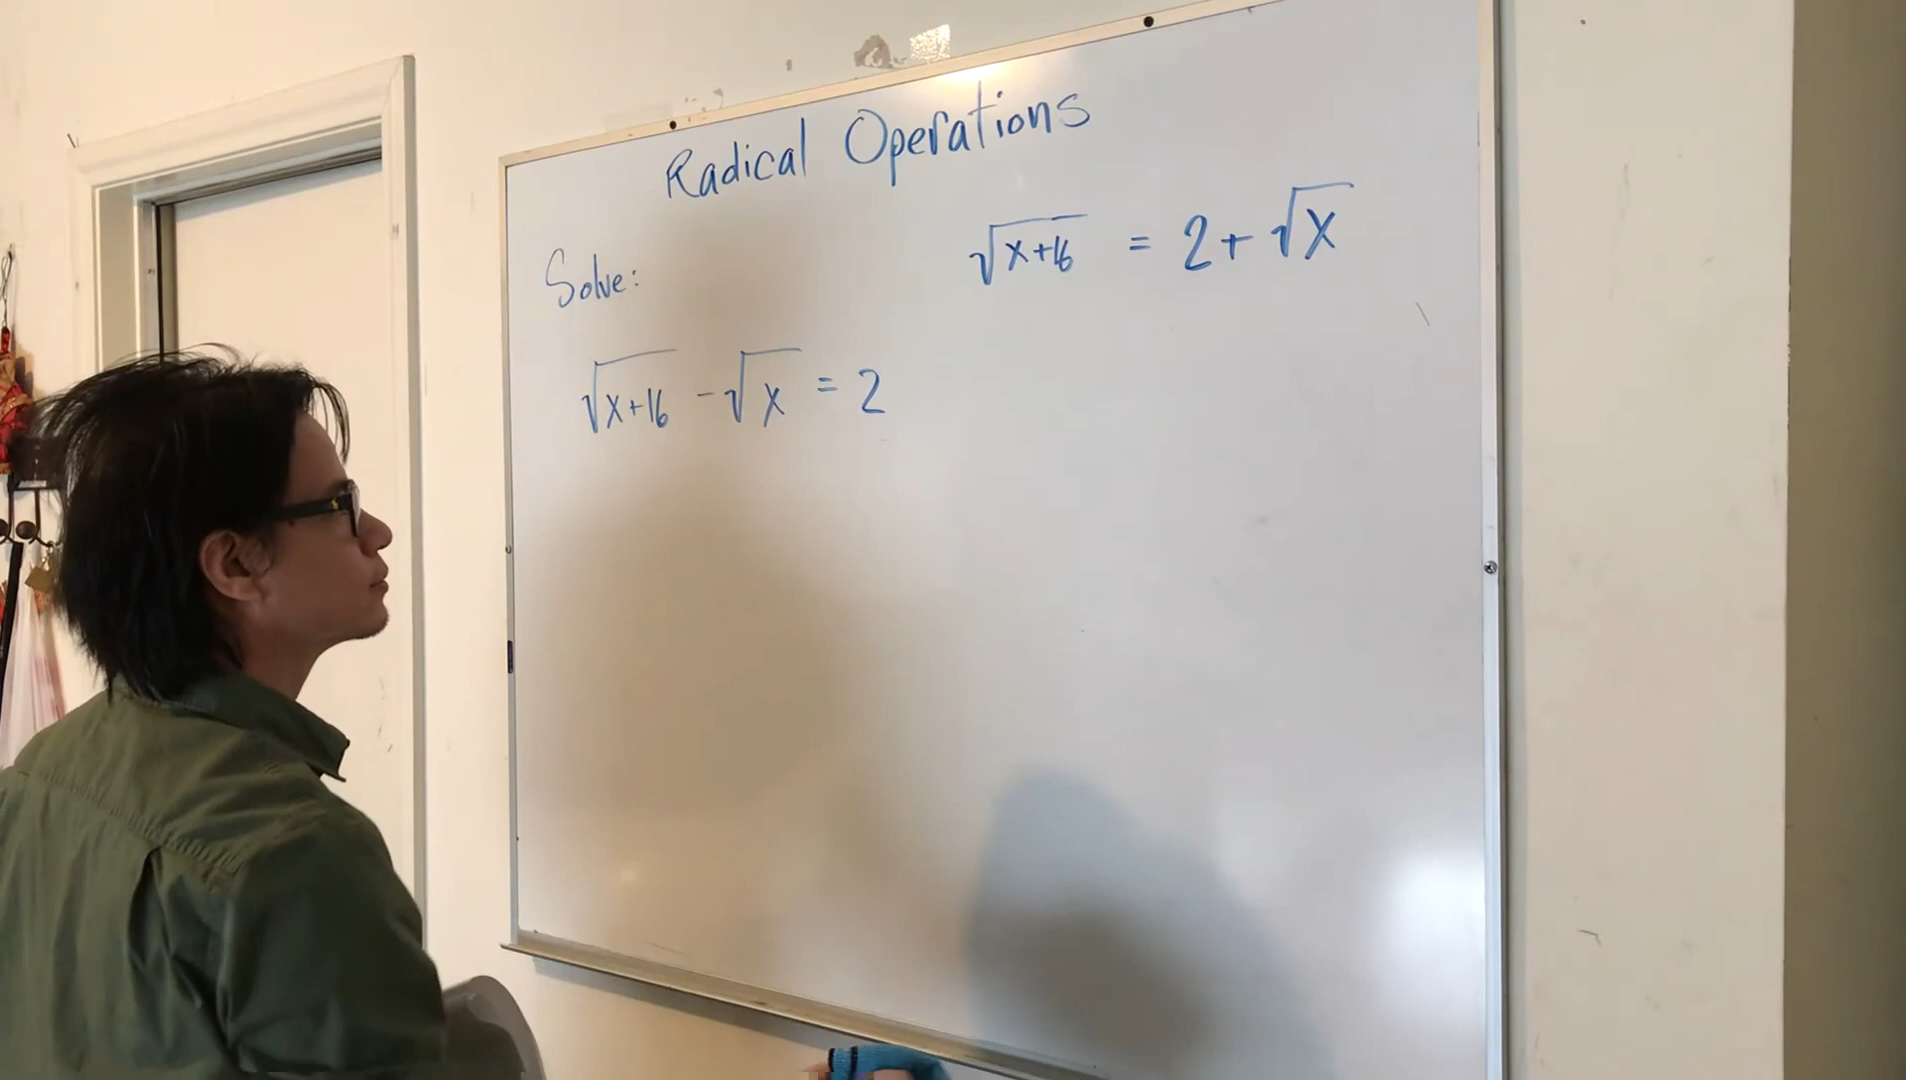 Radical Operations
Solve:
√(x+16) - √x = 2
√(x+16) = 2 + √x